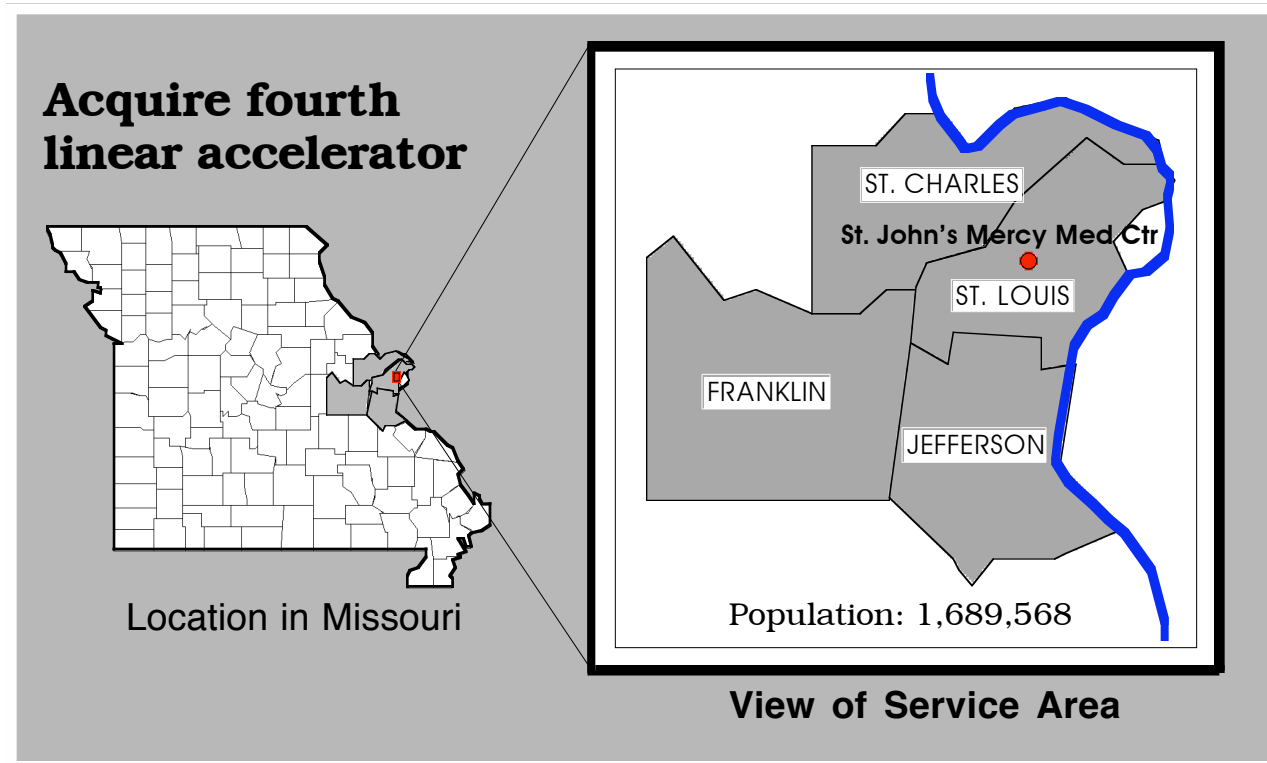 Acquire fourth
linear accelerator
Location in Missouri
ST. CHARLES
St. John's Mercy Med Ctr
ST. LOUIS
FRANKLIN
JEFFERSON
Population: 1,689,568
View of Service Area